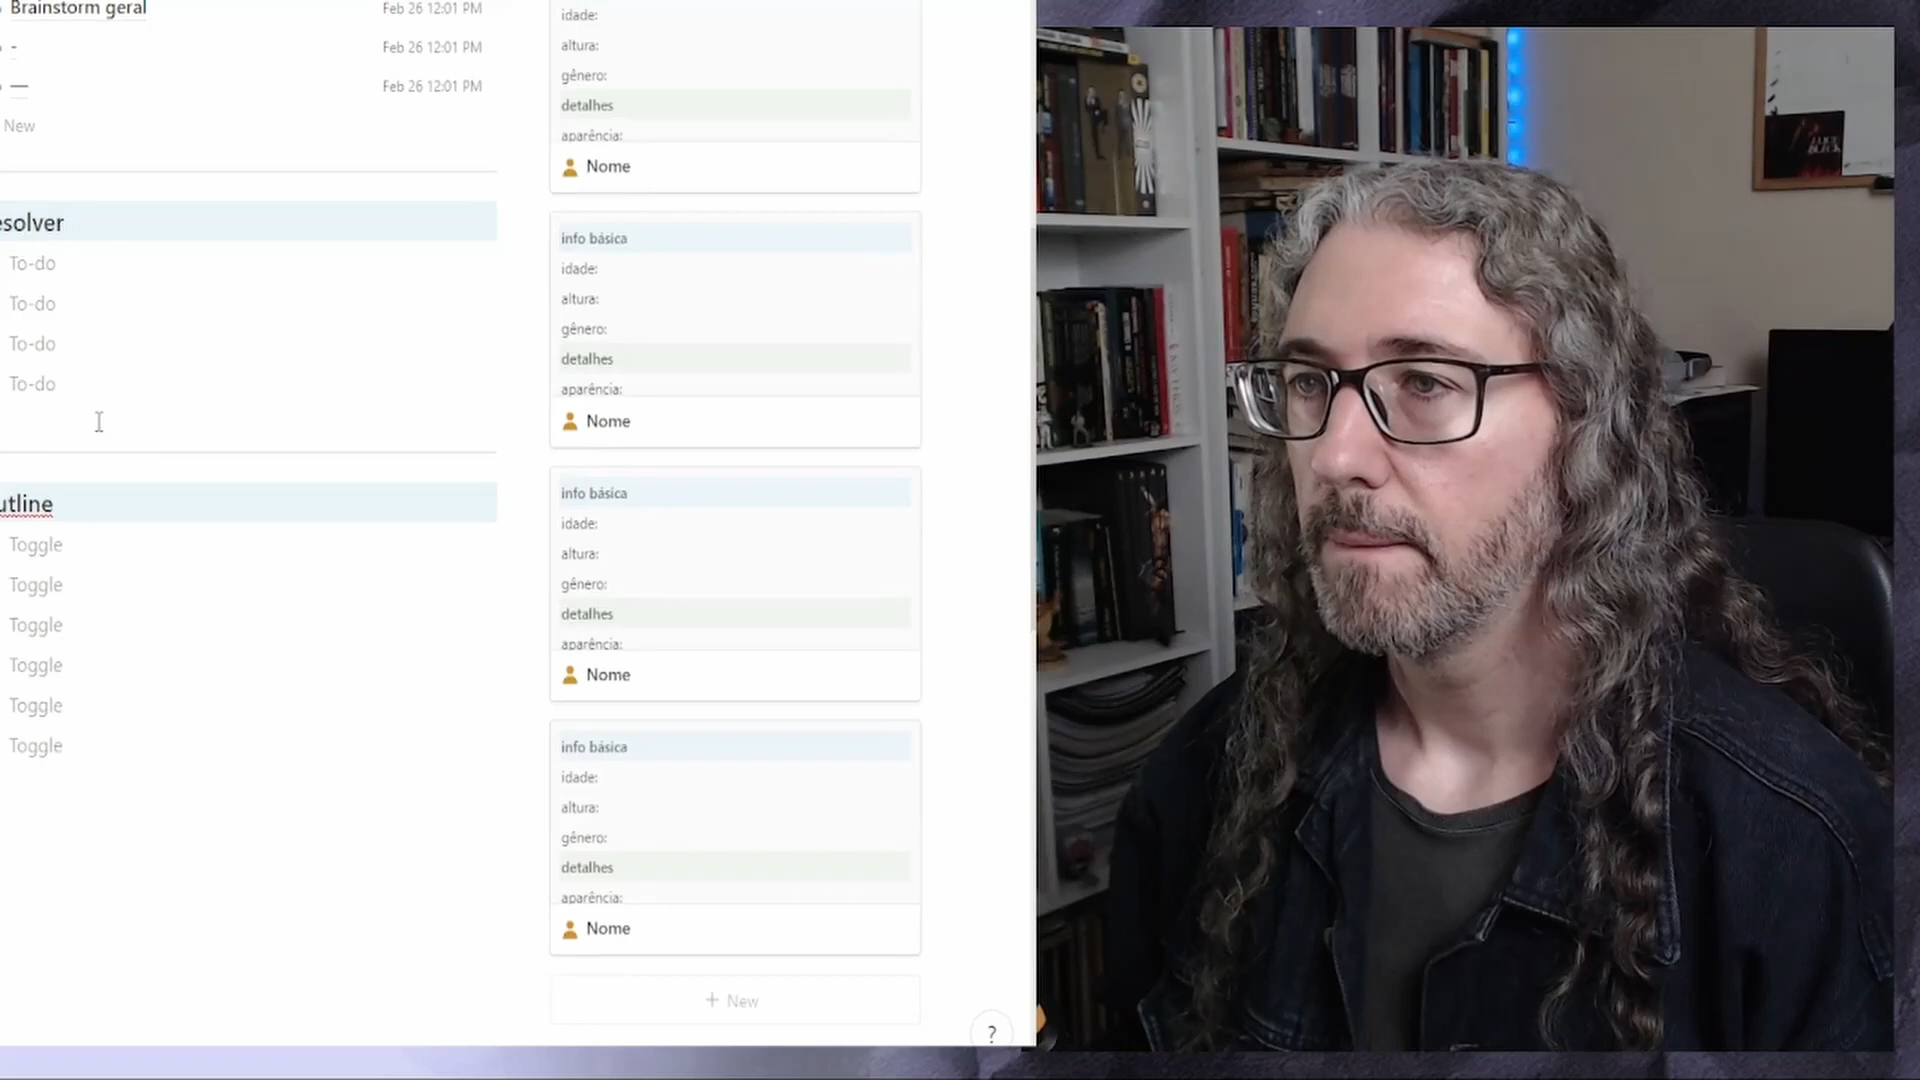 Brainstorm geral
Feb 26 12:01 PM
-
Feb 26 12:01 PM
—
Feb 26 12:01 PM
New
esolver
To-do
To-do
To-do
To-do
utline
Toggle
Toggle
Toggle
Toggle
Toggle
Toggle
idade:
altura:
gênero:
detalhes
aparência:
Nome
info básica
idade:
altura:
gênero:
detalhes
aparência:
Nome
info básica
idade:
altura:
gênero:
detalhes
aparência:
Nome
info básica
idade:
altura:
gênero:
detalhes
aparência:
Nome
+ New
?